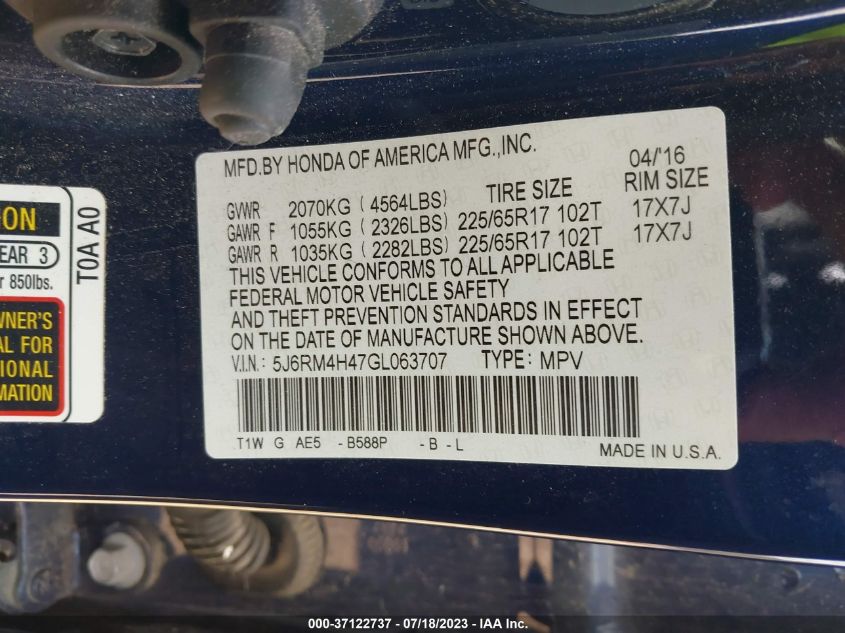 MFD.BY HONDA OF AMERICA MFG.,INC. 04/'16
GVWR 2070KG ( 4564LBS) TIRE SIZE RIM SIZE
GAWR F 1055KG ( 2326LBS) 225/65R17 102T 17X7J
GAWR R 1035KG ( 2282LBS) 225/65R17 102T 17X7J
THIS VEHICLE CONFORMS TO ALL APPLICABLE
FEDERAL MOTOR VEHICLE SAFETY
AND THEFT PREVENTION STANDARDS IN EFFECT
ON THE DATE OF MANUFACTURE SHOWN ABOVE.
V.I.N.: 5J6RM4H47GL063707 TYPE: MPV
T1W G AE5 -B588P -B -L
MADE IN U.S.A.
ON
EAR 3
r 850lbs.
WNER'S
AL FOR
IONAL
MATION
T0A A0
000-37122737 - 07/18/2023 - IAA Inc.